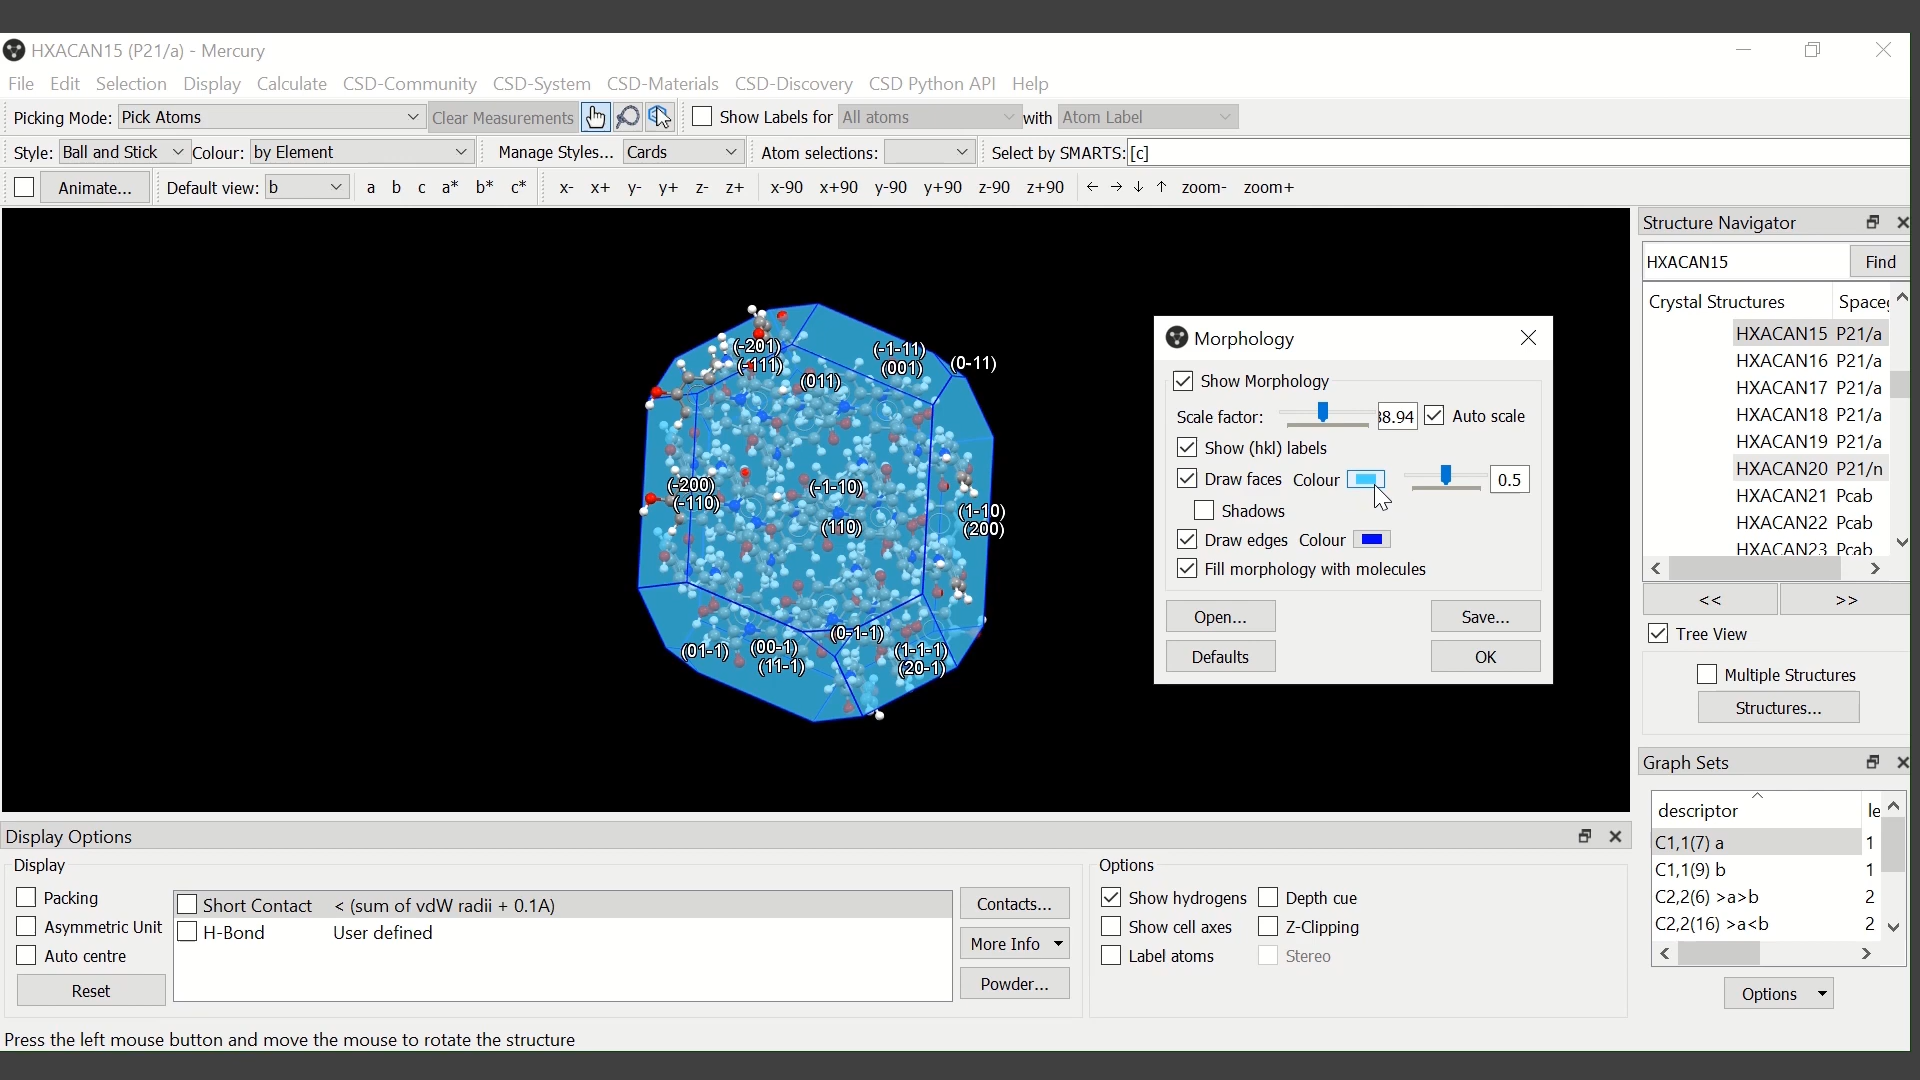 HXACAN15 (P21/a) - Mercury
File Edit Selection Display Calculate CSD-Community CSD-System CSD-Materials CSD-Discovery CSD Python API Help
Picking Mode: Pick Atoms Clear Measurements Show Labels for All atoms with Atom Label
Style: Ball and Stick Colour: by Element Manage Styles... Cards Atom selections: Select by SMARTS: [c]
Animate... Default view: b a b c a* b* c* x- x+ y- y+ z- z+ x-90 x+90 y-90 y+90 z-90 z+90 ← → ↓ ↑ zoom- zoom+
(-201)
(-111)
(-1-11)
(001)
(0-11)
(011)
(-200)
(-110)
(-1-10)
(110)
(1-10)
(200)
(01-1)
(00-1)
(11-1)
(0-1-1)
(1-1-1)
(20-1)
Morphology
Show Morphology
Scale factor: 38.94 Auto scale
Show (hkl) labels
Draw faces Colour 0.5
Shadows
Draw edges Colour
Fill morphology with molecules
Open... Save...
Defaults OK
Structure Navigator
HXACAN15 Find
Crystal Structures Spaceg
HXACAN15 P21/a
HXACAN16 P21/a
HXACAN17 P21/a
HXACAN18 P21/a
HXACAN19 P21/a
HXACAN20 P21/n
HXACAN21 Pcab
HXACAN22 Pcab
HXACAN23 Pcab
<< >>
Tree View
Multiple Structures
Structures...
Graph Sets
descriptor le
C1,1(7) a 1
C1,1(9) b 1
C2,2(6) >a>b 2
C2,2(16) >a<b 2
Options
Display Options
Display
Packing
Asymmetric Unit
Auto centre
Reset
Short Contact < (sum of vdW radii + 0.1A)
H-Bond User defined
Contacts...
More Info
Powder...
Options
Show hydrogens Depth cue
Show cell axes Z-Clipping
Label atoms Stereo
Press the left mouse button and move the mouse to rotate the structure